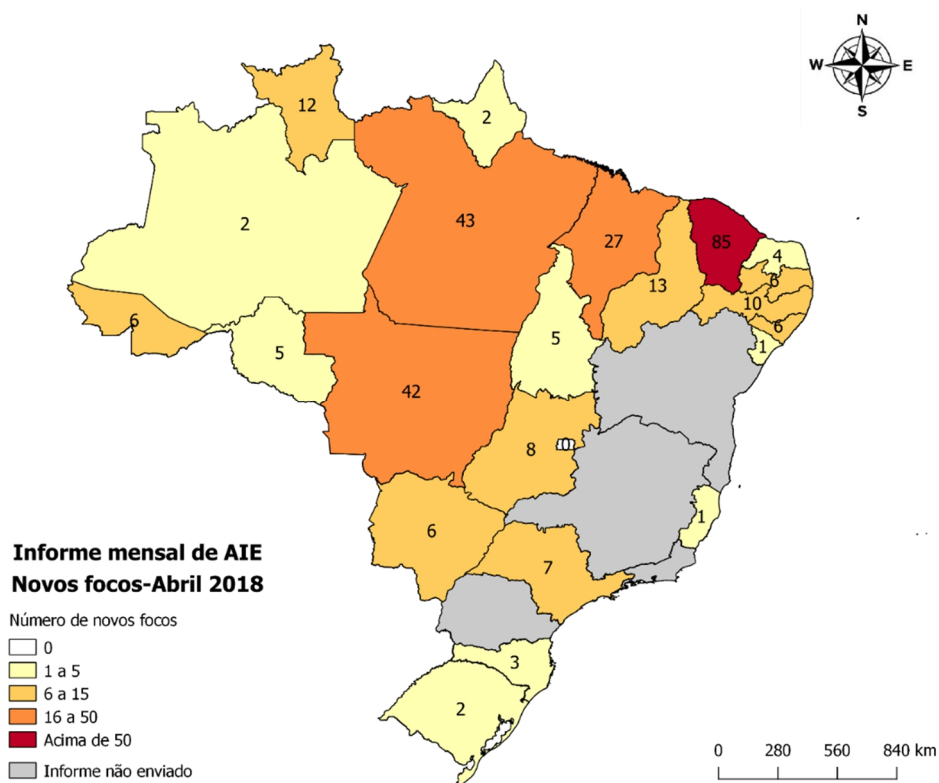 N
W E
S
12
2
2
43
27
85
4
13
10
6
6
1
5
5
42
8
0
1
6
7
Informe mensal de AIE
Novos focos-Abril 2018
Número de novos focos
0
1 a 5
6 a 15
16 a 50
Acima de 50
Informe não enviado
3
2
0 280 560 840 km